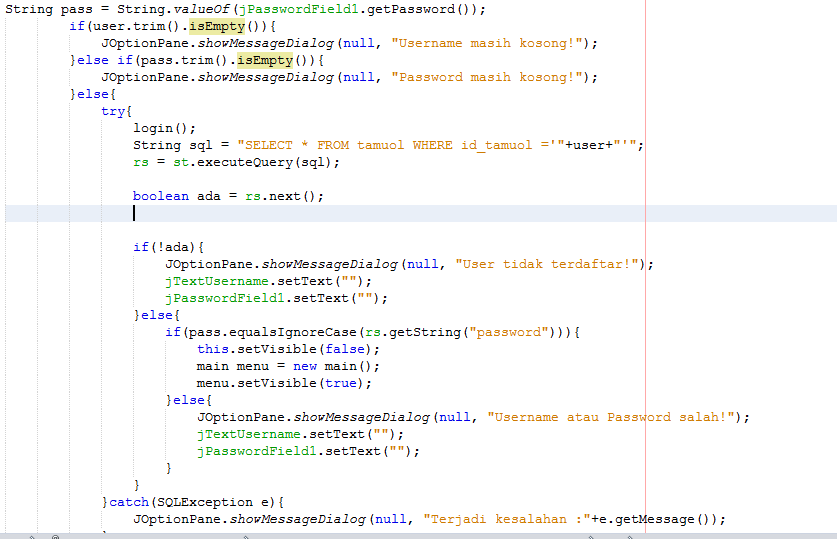 String pass = String.valueOf(jPasswordField1.getPassword());
if(user.trim().isEmpty()){
JOptionPane.showMessageDialog(null, "Username masih kosong!");
}else if(pass.trim().isEmpty()){
JOptionPane.showMessageDialog(null, "Password masih kosong!");
}else{
try{
login();
String sql = "SELECT * FROM tamuol WHERE id_tamuol ='"+user+"'";
rs = st.executeQuery(sql);
boolean ada = rs.next();
if(!ada){
JOptionPane.showMessageDialog(null, "User tidak terdaftar!");
jTextUsername.setText("");
jPasswordField1.setText("");
}else{
if(pass.equalsIgnoreCase(rs.getString("password"))){
this.setVisible(false);
main menu = new main();
menu.setVisible(true);
}else{
JOptionPane.showMessageDialog(null, "Username atau Password salah!");
jTextUsername.setText("");
jPasswordField1.setText("");
}
}
}catch(SQLException e){
JOptionPane.showMessageDialog(null, "Terjadi kesalahan :"+e.getMessage());